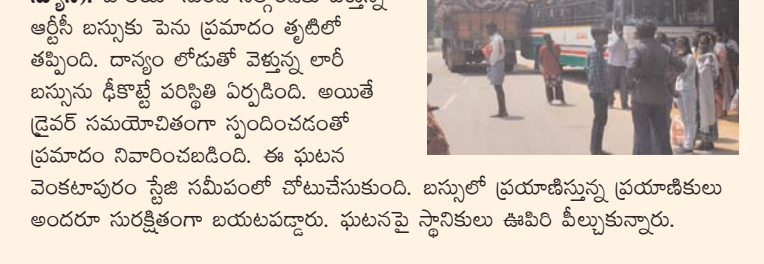 ఆర్టీసీ బస్సుకు పెను ప్రమాదం తృటిలో
తప్పింది. దాన్యం లోడుతో వెళ్తున్న లారీ
బస్సును ఢీకొట్టే పరిస్థితి ఏర్పడింది. అయితే
డ్రైవర్ సమయోచితంగా స్పందించడంతో
ప్రమాదం నివారించబడింది. ఈ ఘటన
వెంకటాపురం స్టేజి సమీపంలో చోటుచేసుకుంది. బస్సులో ప్రయాణిస్తున్న ప్రయాణికులు
అందరూ సురక్షితంగా బయటపడ్డారు. ఘటనపై స్థానికులు ఊపిరి పీల్చుకున్నారు.